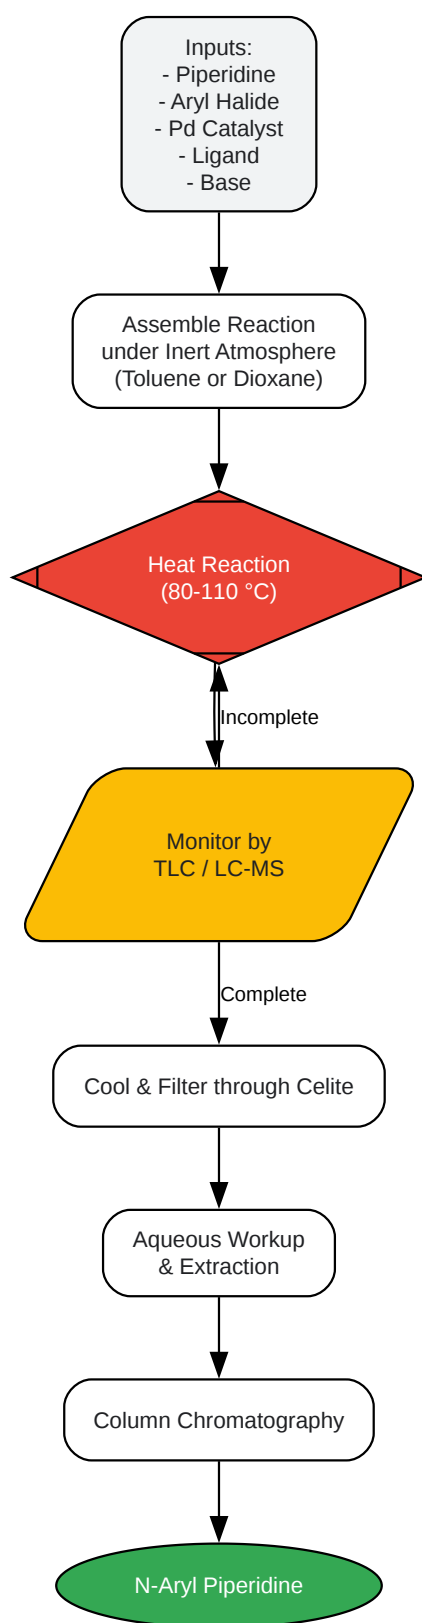 Inputs:
- Piperidine
- Aryl Halide
- Pd Catalyst
- Ligand
- Base
Assemble Reaction
under Inert Atmosphere
(Toluene or Dioxane)
Heat Reaction
(80-110 °C)
Incomplete
Monitor by
TLC / LC-MS
Complete
Cool & Filter through Celite
Aqueous Workup
& Extraction
Column Chromatography
N-Aryl Piperidine